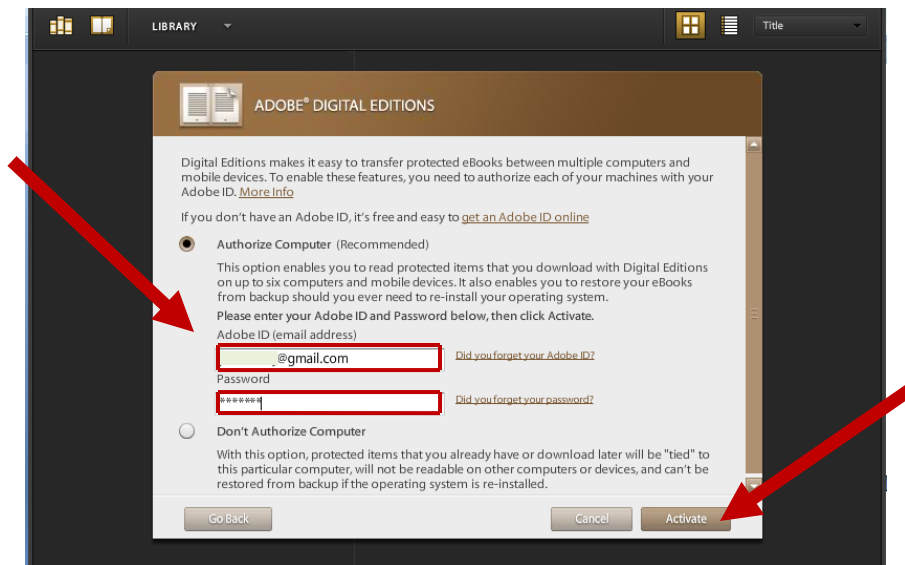 LIBRARY
Title
ADOBE® DIGITAL EDITIONS
Digital Editions makes it easy to transfer protected eBooks between multiple computers and
mobile devices. To enable these features, you need to authorize each of your machines with your
Adobe ID. More Info
If you don't have an Adobe ID, it's free and easy to get an Adobe ID online
Authorize Computer (Recommended)
This option enables you to read protected items that you download with Digital Editions
on up to six computers and mobile devices. It also enables you to restore your eBooks
from backup should you ever need to re-install your operating system.
Please enter your Adobe ID and Password below, then click Activate.
Adobe ID (email address)
@gmail.com Did you forget your Adobe ID?
Password
******* Did you forget your password?
Don't Authorize Computer
With this option, protected items that you already have or download later will be "tied" to
this particular computer, will not be readable on other computers or devices, and can't be
restored from backup if the operating system is re-installed.
Go Back Cancel Activate